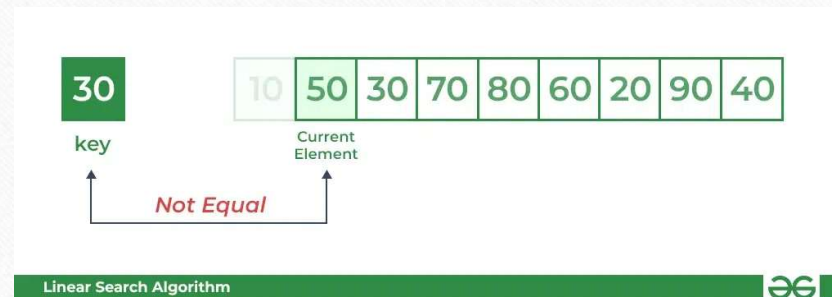 30 10 50 30 70 80 60 20 90 40
key
Current
Element
Not Equal
Linear Search Algorithm